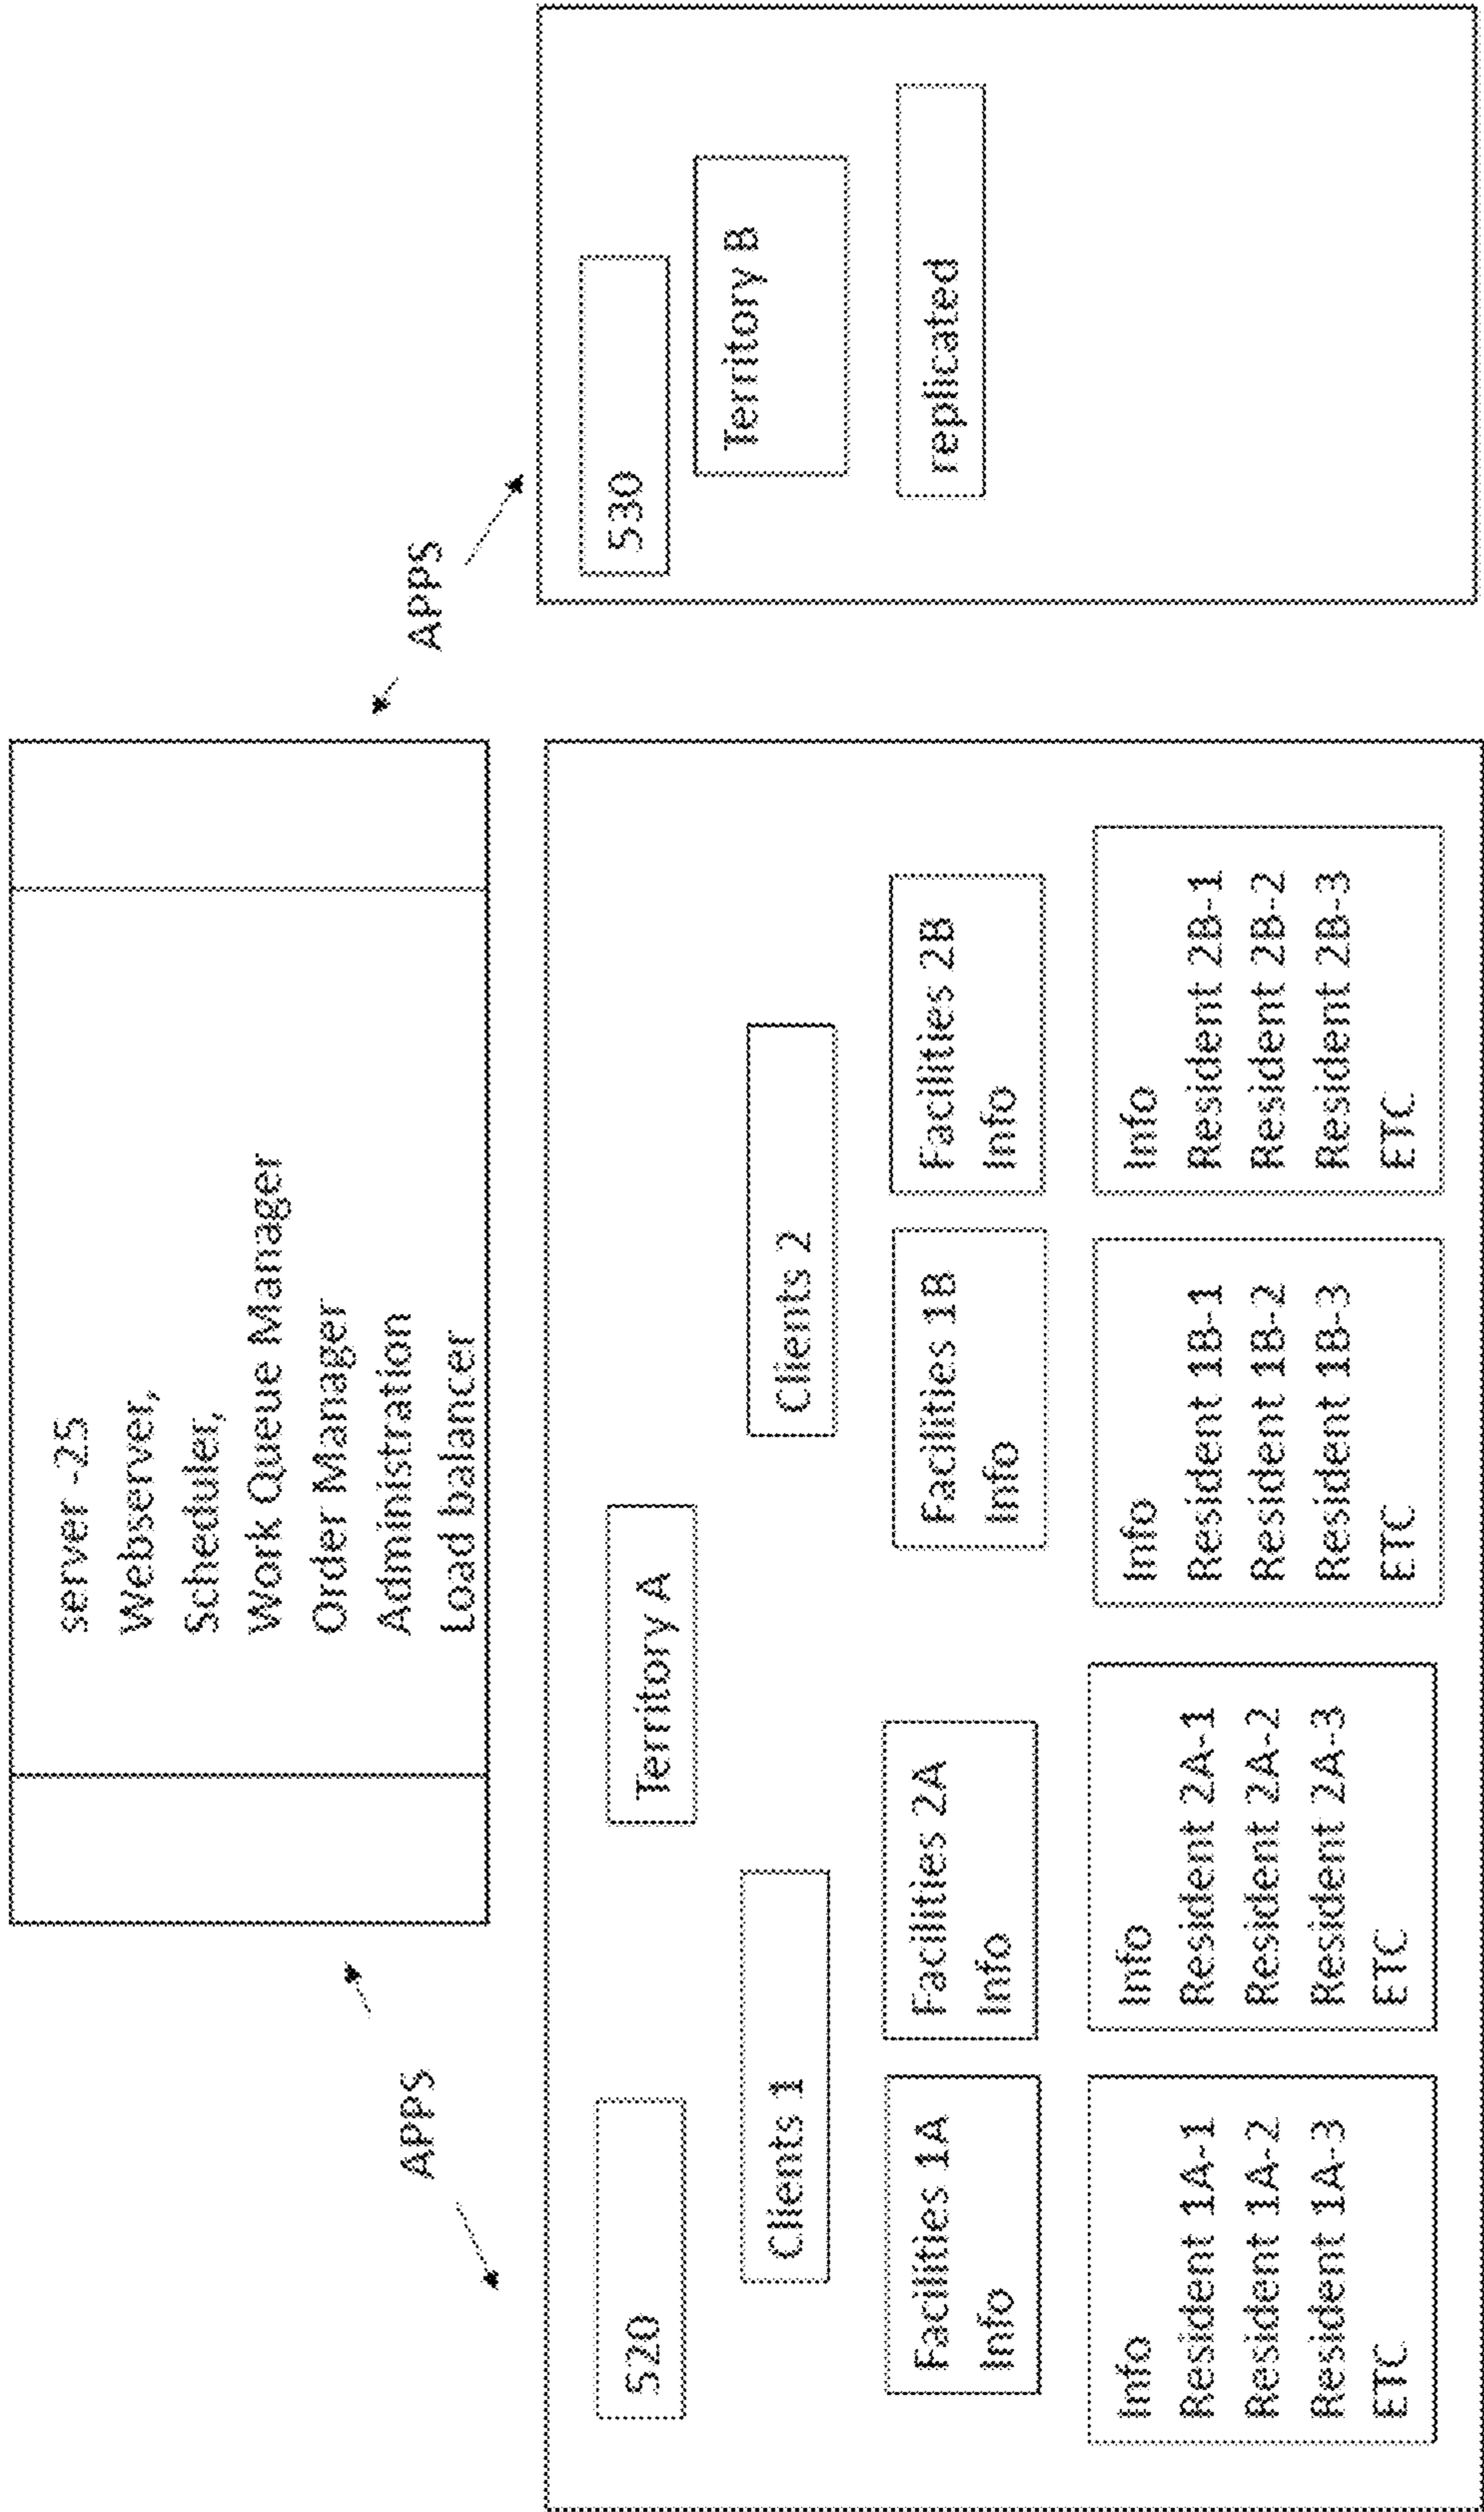 server -25
Webserver,
Scheduler,
Work Queue Manager
Order Manager
Administration
Load balancer
APPS
APPS
520
Territory A
Clients 1
Clients 2
Facilities 1A
Info
Facilities 2A
Info
Facilities 1B
Info
Facilities 2B
Info
Info
Resident 1A-1
Resident 1A-2
Resident 1A-3
ETC
Info
Resident 2A-1
Resident 2A-2
Resident 2A-3
ETC
Info
Resident 1B-1
Resident 1B-2
Resident 1B-3
ETC
Info
Resident 2B-1
Resident 2B-2
Resident 2B-3
ETC
530
Territory B
replicated